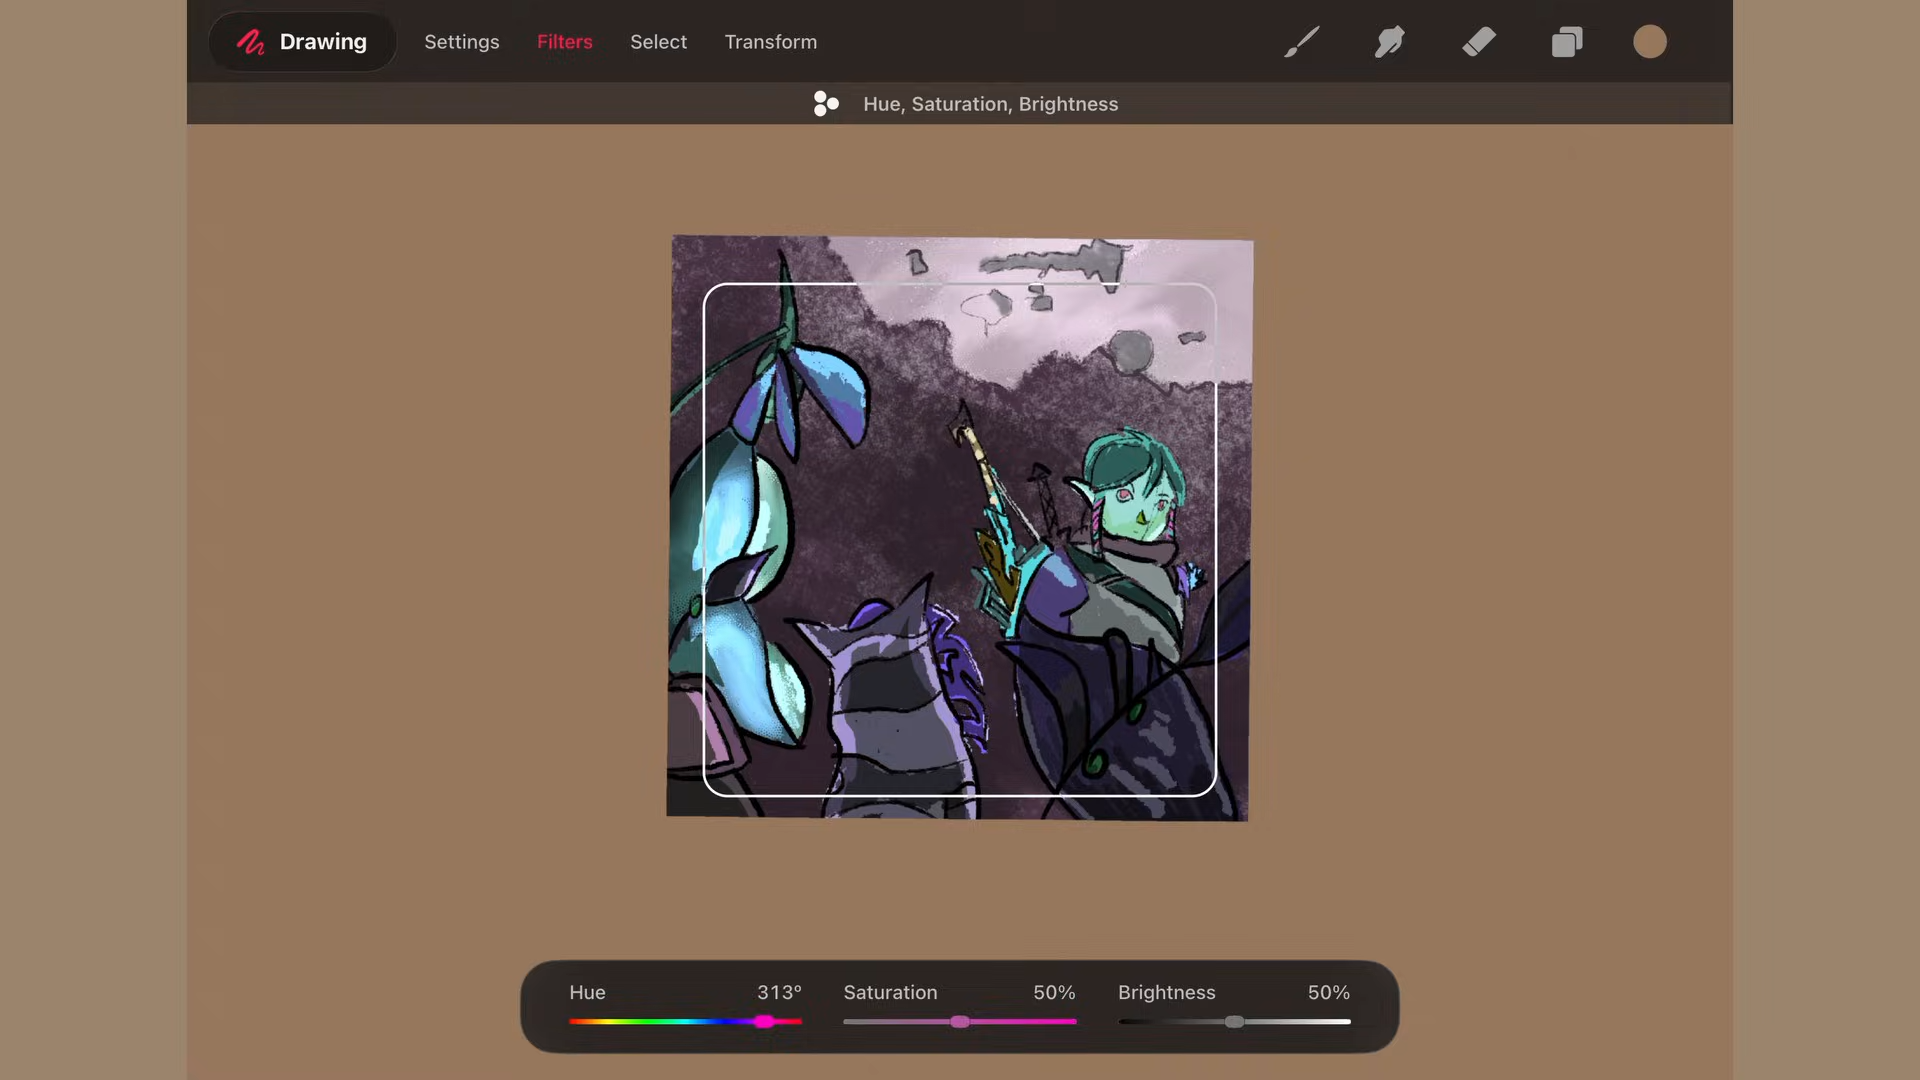 Drawing Settings Filters Select Transform
Hue, Saturation, Brightness
Hue 313° Saturation 50% Brightness 50%